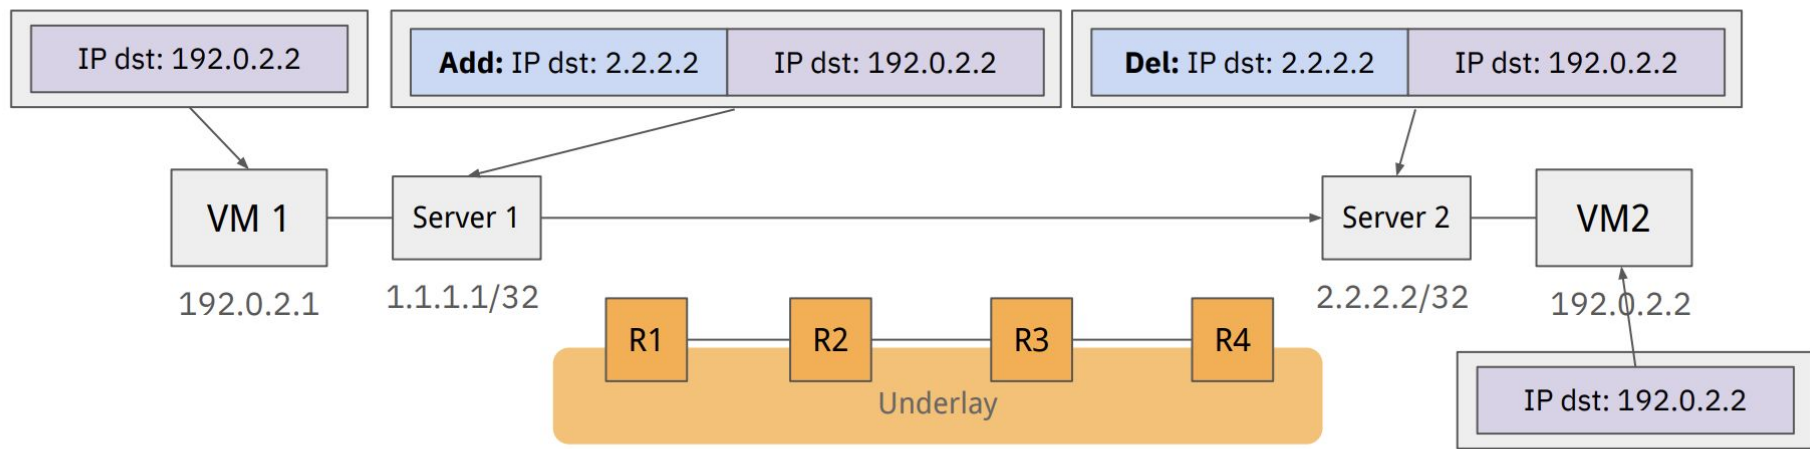 IP dst: 192.0.2.2
Add: IP dst: 2.2.2.2
IP dst: 192.0.2.2
Del: IP dst: 2.2.2.2
IP dst: 192.0.2.2
VM 1
Server 1
Server 2
VM2
192.0.2.1
1.1.1.1/32
2.2.2.2/32
192.0.2.2
R1
R2
R3
R4
Underlay
IP dst: 192.0.2.2